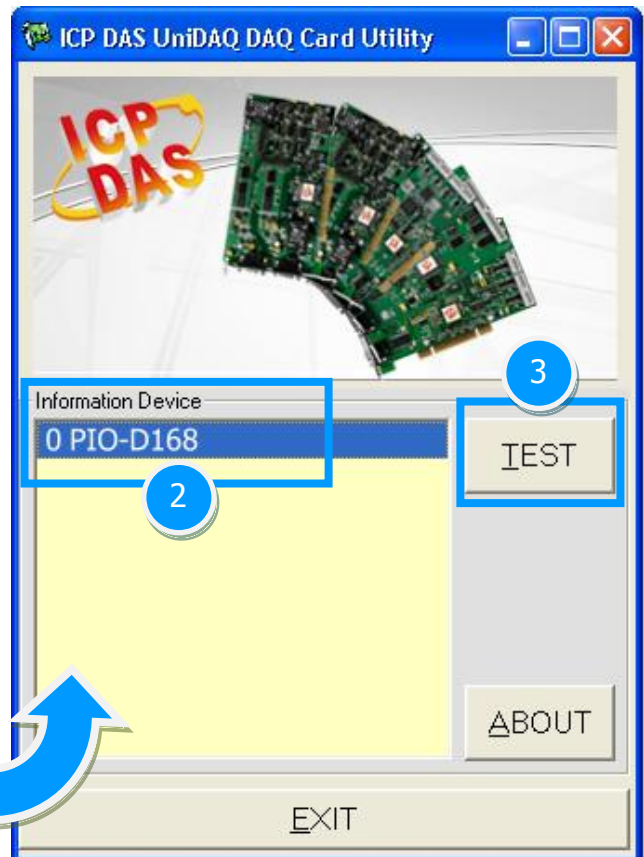 ICP DAS UniDAQ DAQ Card Utility
ICP
DAS
3
Information Device
0 PIO-D168
TEST
2
ABOUT
EXIT